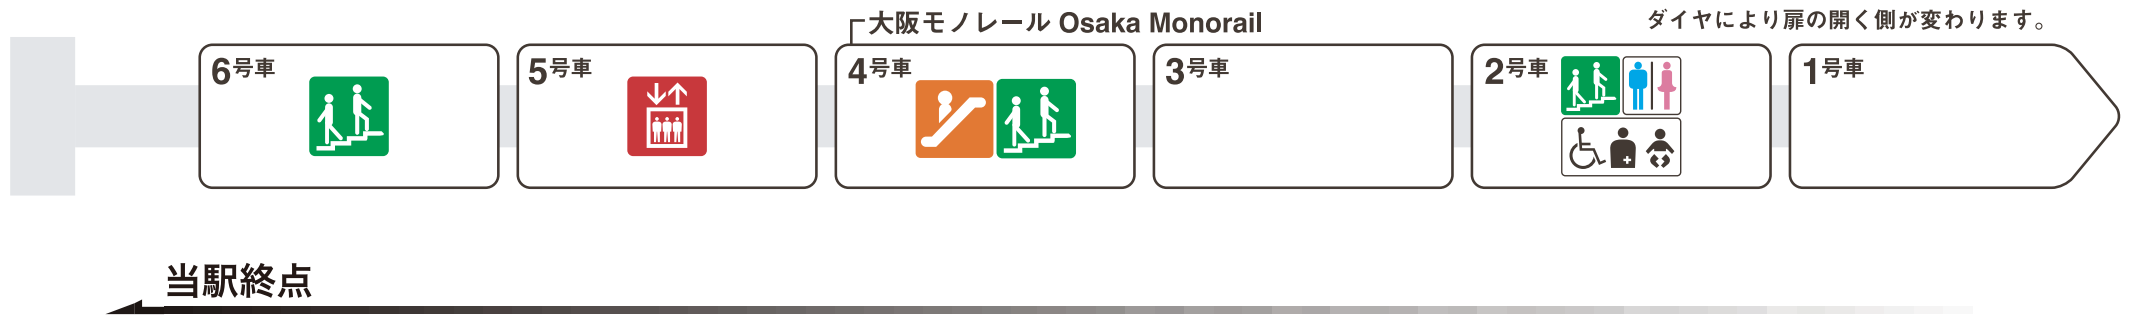 大阪モノレール Osaka Monorail
ダイヤにより扉の開く側が変わります。
6号車
5号車
4号車
3号車
2号車
1号車
当駅終点